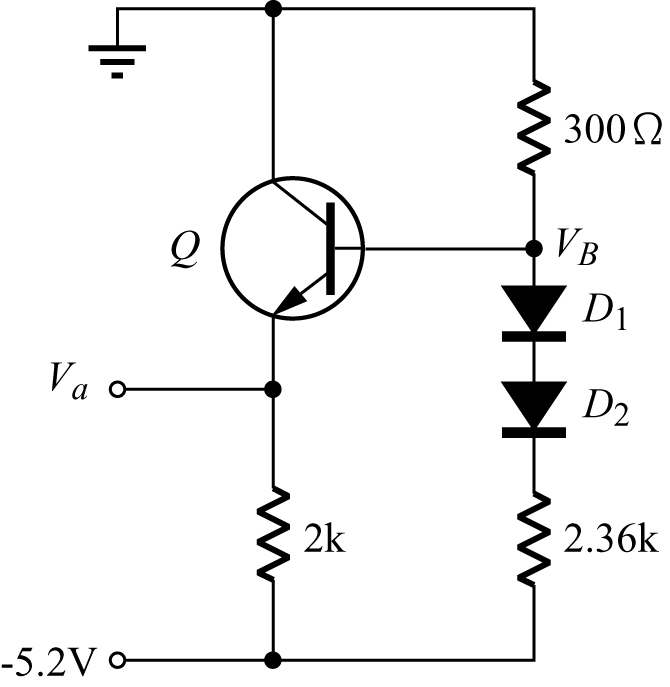 300 Ω
Q
V_B
D_1
V_a
D_2
2k
2.36k
-5.2V